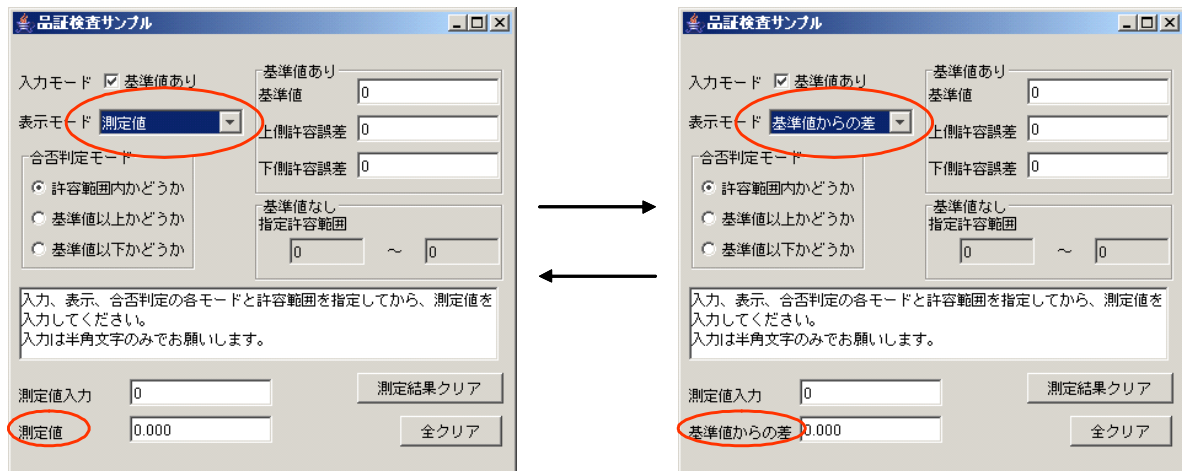 品証検査サンプル
入力モード 基準値あり
表示モード 測定値
合否判定モード
許容範囲内かどうか
基準値以上かどうか
基準値以下かどうか
基準値あり
基準値 0
上側許容誤差 0
下側許容誤差 0
基準値なし
指定許容範囲
0 ～ 0
入力、表示、合否判定の各モードと許容範囲を指定してから、測定値を
入力してください。
入力は半角文字のみでお願いします。
測定値入力 0 測定結果クリア
測定値 0.000 全クリア
品証検査サンプル
入力モード 基準値あり
表示モード 基準値からの差
合否判定モード
許容範囲内かどうか
基準値以上かどうか
基準値以下かどうか
基準値あり
基準値 0
上側許容誤差 0
下側許容誤差 0
基準値なし
指定許容範囲
0 ～ 0
入力、表示、合否判定の各モードと許容範囲を指定してから、測定値を
入力してください。
入力は半角文字のみでお願いします。
測定値入力 0 測定結果クリア
基準値からの差 0.000 全クリア